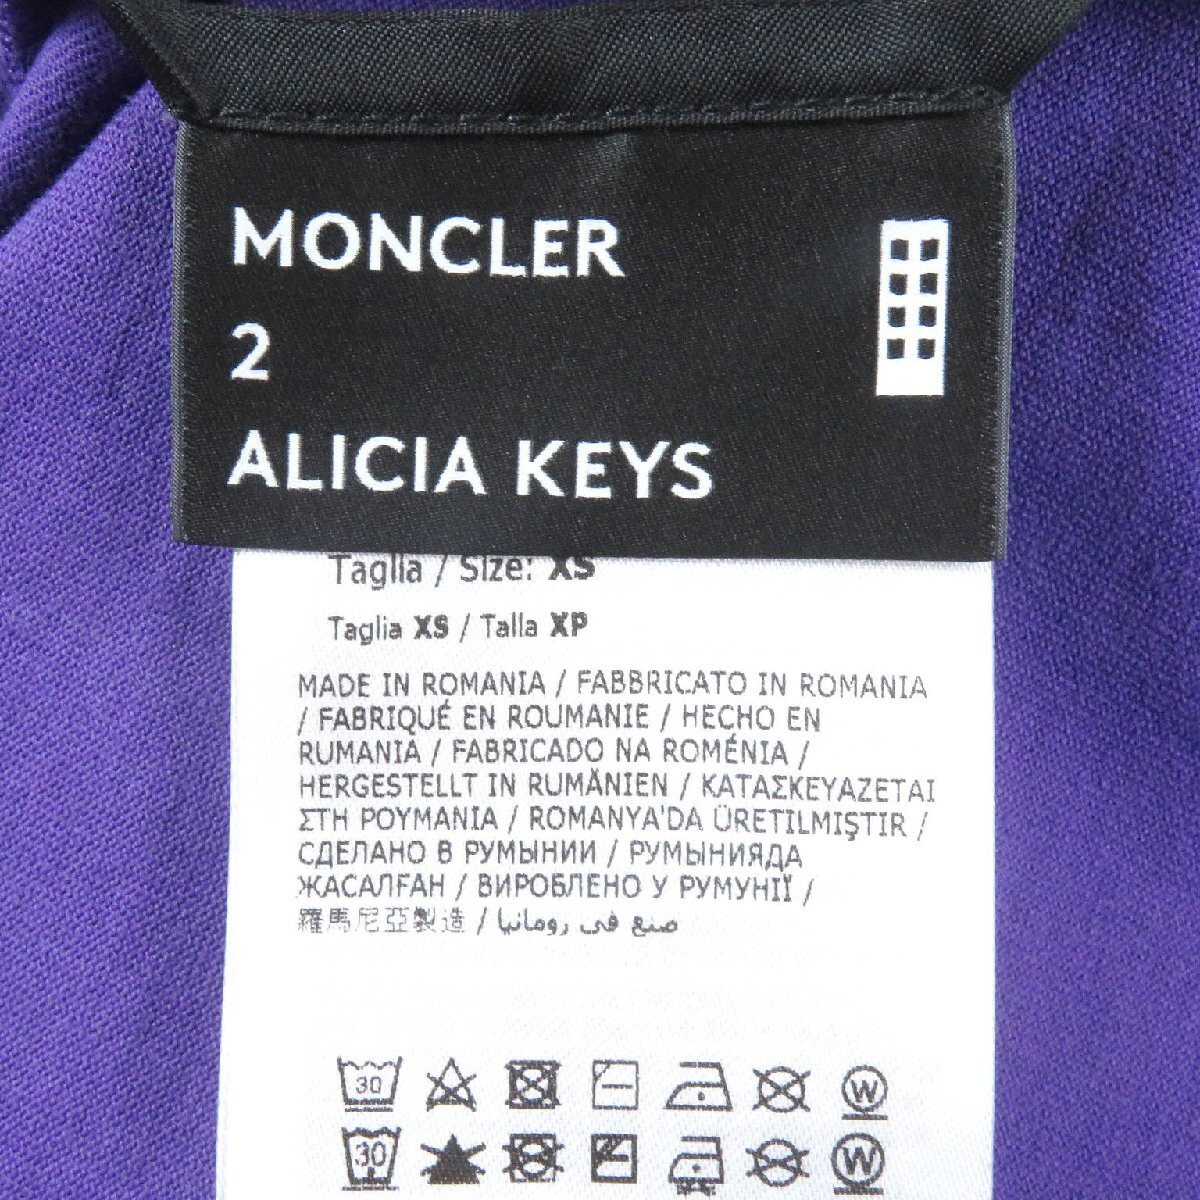 MONCLER
2
ALICIA KEYS
Taglia / Size: XS
Taglia XS / Talla XP
MADE IN ROMANIA / FABBRICATO IN ROMANIA
/ FABRIQUÉ EN ROUMANIE / HECHO EN
RUMANIA / FABRICADO NA ROMÉNIA /
HERGESTELLT IN RUMÄNIEN / ΚΑΤΑΣΚΕΥΑΖΕΤΑΙ
ΣΤΗ ΡΟΥΜΑΝΙΑ / ROMANYA'DA ÜRETILMIŞTIR /
СДЕЛАНО В РУМЫНИИ / РУМЫНИЯДА
ЖАСАЛҒАН / ВИРОБЛЕНО У РУМУНІЇ /
羅馬尼亞製造 / صنع في رومانيا
30 W
30 W